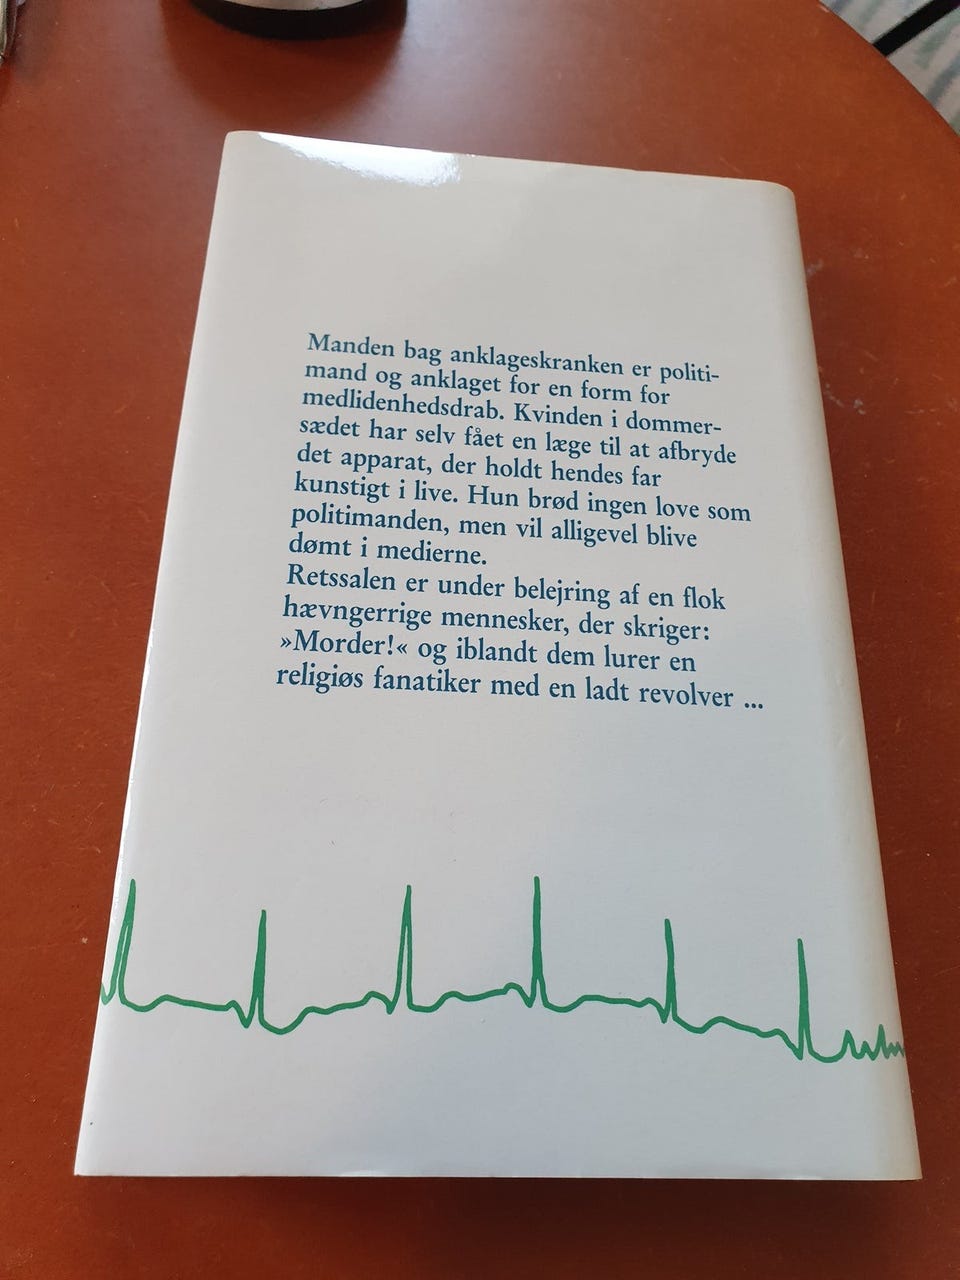 Manden bag anklageskranken er politi-
mand og anklaget for en form for
medlidenhedsdrab. Kvinden i dommer-
sædet har selv fået en læge til at afbryde
det apparat, der holdt hendes far
kunstigt i live. Hun brød ingen love som
politimanden, men vil alligevel blive
dømt i medierne.
Retssalen er under belejring af en flok
hævngerrige mennesker, der skriger:
»Morder!« og iblandt dem lurer en
religiøs fanatiker med en ladt revolver ...